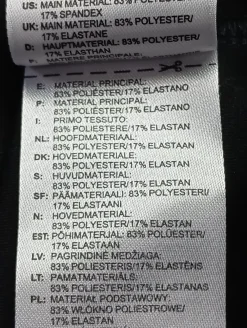 US: MAIN MATERIAL: 83% POLYESTER/
17% SPANDEX
UK: MAIN MATERIAL: 83% POLYESTER/
17% ELASTANE
D: HAUPTMATERIAL: 83% POLYESTER/
17% ELASTHAN
F: MATIERE PRINCIPALE:
E: MATERIAL PRINCIPAL:
83% POLIÉSTER/17% ELASTANO
P: MATERIAL PRINCIPAL:
83% POLIÉSTER/17% ELASTANO
I: PRIMO TESSUTO:
83% POLIESTERE/17% ELASTAN
NL: HOOFDMATERIAAL:
83% POLYESTER/17% ELASTAAN
DK: HOVEDMATERIALE:
83% POLYESTER/17% ELASTAN
S: HUVUDMATERIAL:
83% POLYESTER/17% ELASTAN
SF: PÄÄMATERIAALI: 83% POLYESTERI/
17% ELASTAANI
N: HOVEDMATERIAL:
83% POLYESTER/17% ELASTAN
EST: PÕHIMATERJAL: 83% POLÜESTER/
17% ELASTAAN
LV: PAGRINDINĖ MEDŽIAGA:
83% POLIESTERIS/17% ELASTĒNS
LT: PAMATMATERIĀLS:
83% POLIESTERIS/17% ELASTANAS
PL: MATERIAŁ PODSTAWOWY:
83% WŁÓKNO POLIESTROWE/
17% ELASTAN